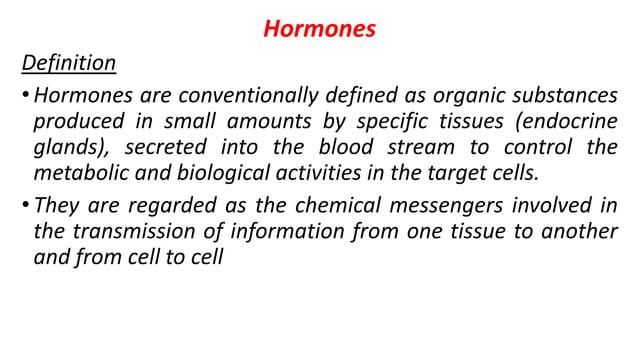 Hormones
Definition
• Hormones are conventionally defined as organic substances
produced in small amounts by specific tissues (endocrine
glands), secreted into the blood stream to control the
metabolic and biological activities in the target cells.
• They are regarded as the chemical messengers involved in
the transmission of information from one tissue to another
and from cell to cell